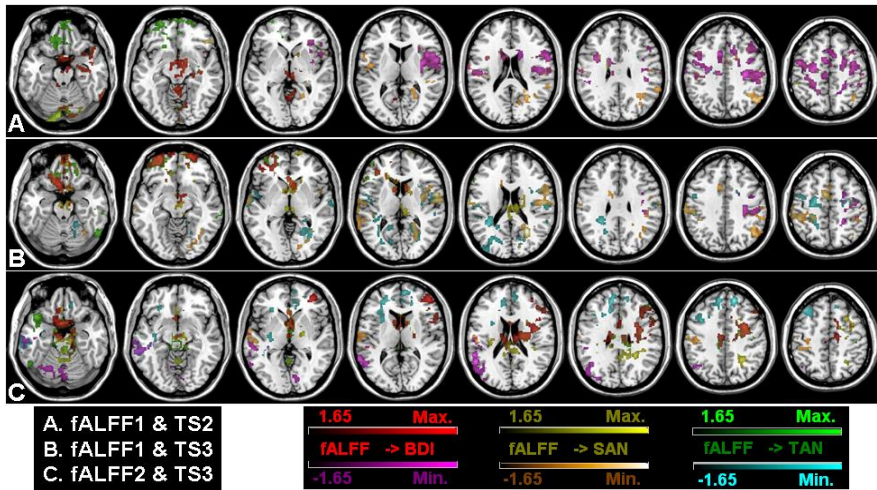 A
B
C
A. fALFF1 & TS2
B. fALFF1 & TS3
C. fALFF2 & TS3
1.65 Max.
fALFF -> BDI
-1.65 Min.
1.65 Max.
fALFF -> SAN
-1.65 Min.
1.65 Max.
fALFF -> TAN
-1.65 Min.